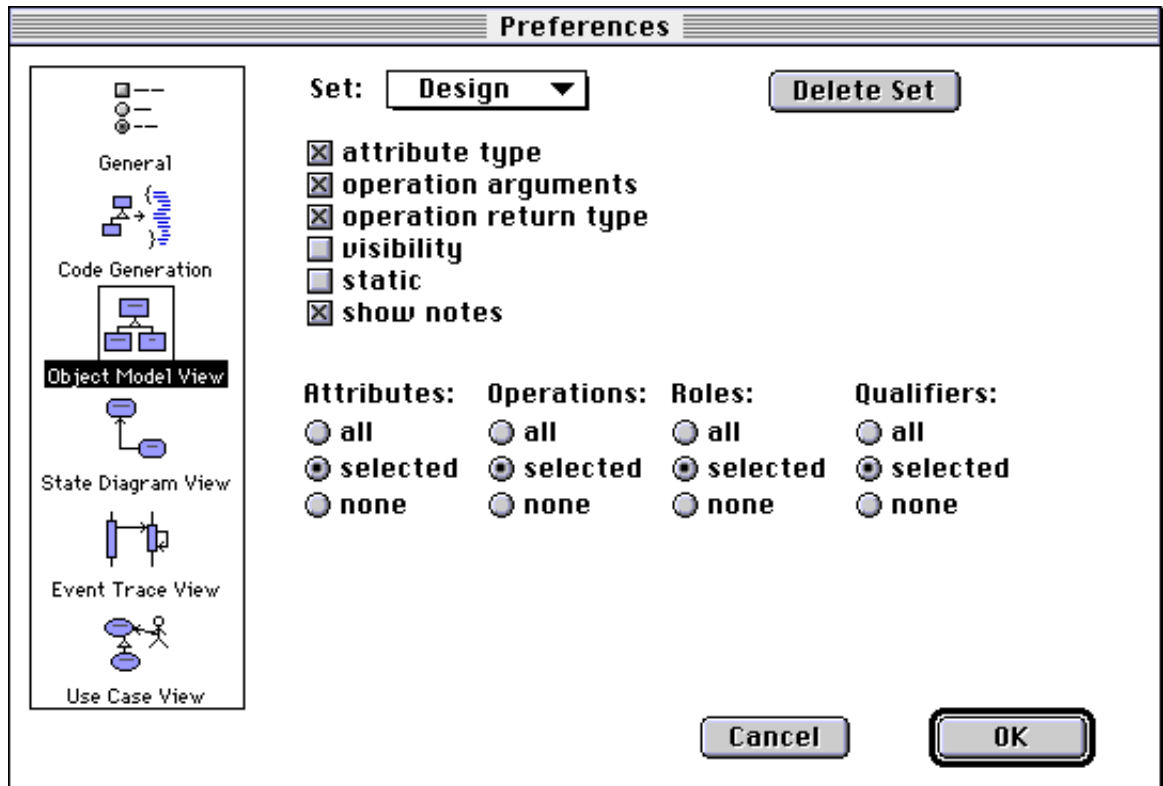 Preferences
General
Code Generation
Object Model View
State Diagram View
Event Trace View
Use Case View
Set: Design Delete Set
attribute type
operation arguments
operation return type
visibility
static
show notes
Attributes: Operations: Roles: Qualifiers:
all all all all
selected selected selected selected
none none none none
Cancel OK